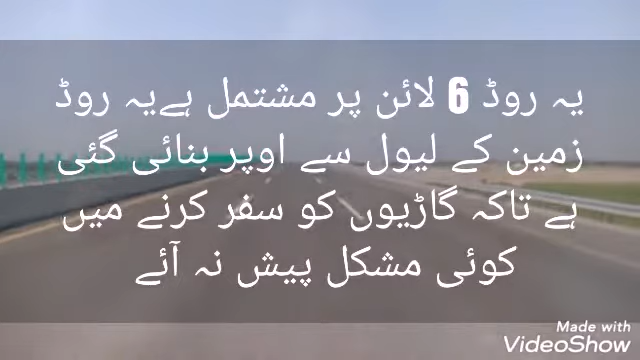 یہ روڈ 6 لائن پر مشتمل ہےیہ روڈ
زمین کے لیول سے اوپر بنائی گئی
ہے تاکہ گاڑیوں کو سفر کرنے میں
کوئی مشکل پیش نہ آئے
Made with
VideoShow